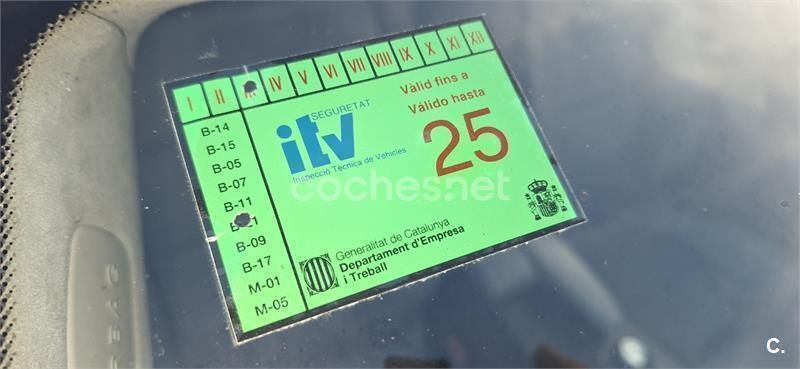 I II IV V VI VII VIII IX X XI XII
B-14
B-15
B-05
B-07
B-11
B-09
B-17
M-01
M-05
SEGURETAT
itv
Inspecció Tècnica de Vehicles
Vàlid fins a
Válido hasta
25
coches.net
Generalitat de Catalunya
Departament d'Empresa
i Treball
C.